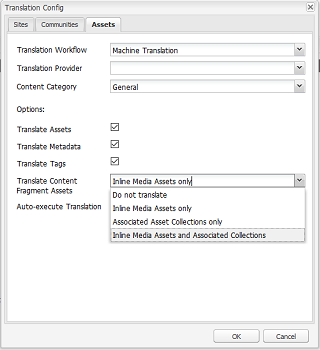 Translation Config
Sites Communities Assets
Translation Workflow Machine Translation
Translation Provider
Content Category General
Options:
Translate Assets
Translate Metadata
Translate Tags
Translate Content Inline Media Assets only
Fragment Assets
Do not translate
Auto-execute Translation Inline Media Assets only
Associated Asset Collections only
Inline Media Assets and Associated Collections
OK Cancel